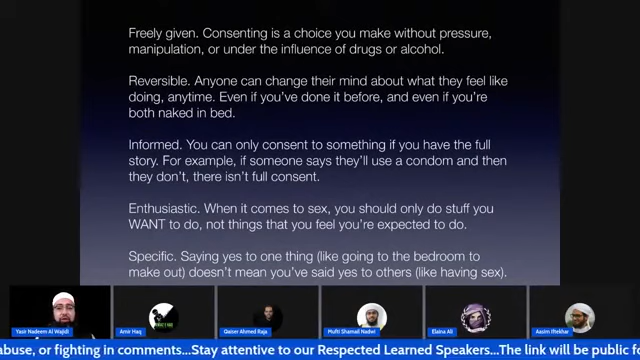 Freely given. Consenting is a choice you make without pressure,
manipulation, or under the influence of drugs or alcohol.
Reversible. Anyone can change their mind about what they feel like
doing, anytime. Even if you've done it before, and even if you're
both naked in bed.
Informed. You can only consent to something if you have the full
story. For example, if someone says they'll use a condom and then
they don't, there isn't full consent.
Enthusiastic. When it comes to sex, you should only do stuff you
WANT to do, not things that you feel you're expected to do.
Specific. Saying yes to one thing (like going to the bedroom to
make out) doesn't mean you've said yes to others (like having sex).
Yasir Nadeem Al Wajidi
Amir Haq
Qaiser Ahmed Raja
Mufti Shamail Nadwi
Elaina Ali
Aasim Iftekhar
abuse, or fighting in comments...Stay attentive to our Respected Learned Speakers...The link will be public f